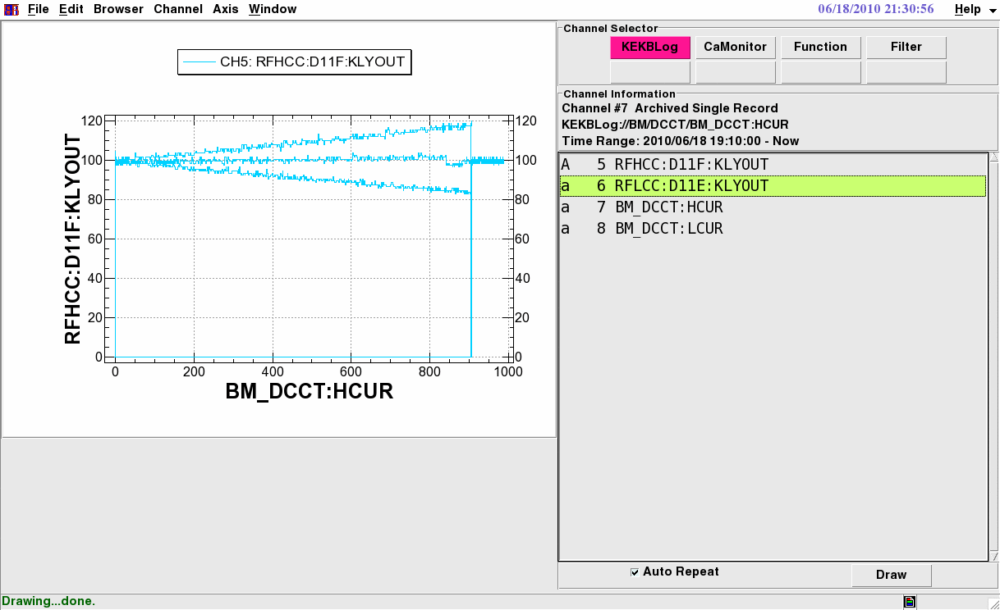 File Edit Browser Channel Axis Window 06/18/2010 21:30:56 Help
CH5: RFHCC:D11F:KLYOUT
RFHCC:D11F:KLYOUT
120 120
100 100
80 80
60 60
40 40
20 20
0 0
0 200 400 600 800 1000
BM_DCCT:HCUR
Channel Selector
KEKBLog CaMonitor Function Filter
Channel Information
Channel #7 Archived Single Record
KEKBLog://BM/DCCT/BM_DCCT:HCUR
Time Range: 2010/06/18 19:10:00 - Now
A 5 RFHCC:D11F:KLYOUT
a 6 RFLCC:D11E:KLYOUT
a 7 BM_DCCT:HCUR
a 8 BM_DCCT:LCUR
Auto Repeat Draw
Drawing...done.